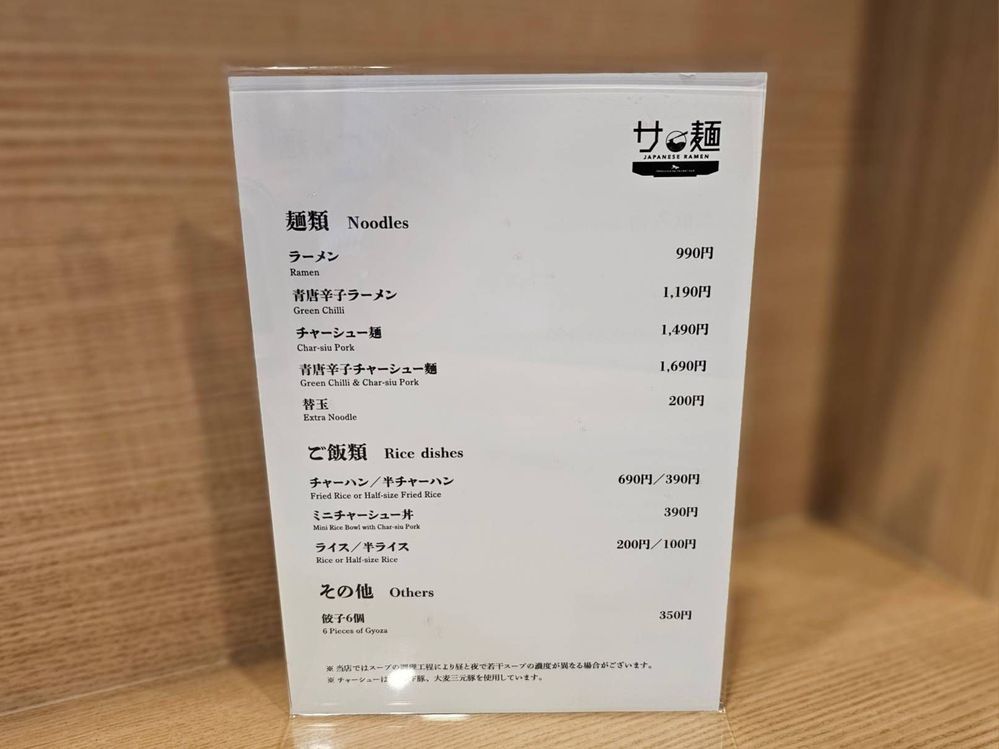 サ 麺
JAPANESE RAMEN
麺類 Noodles
ラーメン 990円
Ramen
青唐辛子ラーメン 1,190円
Green Chilli
チャーシュー麺 1,490円
Char-siu Pork
青唐辛子チャーシュー麺 1,690円
Green Chilli & Char-siu Pork
替玉 200円
Extra Noodle
ご飯類 Rice dishes
チャーハン／半チャーハン 690円／390円
Fried Rice or Half-size Fried Rice
ミニチャーシュー丼 390円
Mini Rice Bowl with Char-siu Pork
ライス／半ライス 200円／100円
Rice or Half-size Rice
その他 Others
餃子6個 350円
6 Pieces of Gyoza
※ 当店ではスープの 工程により昼と夜で若干スープの濃度が異なる場合がございます。
※ チャーシューは 豚、大麦三元豚を使用しています。